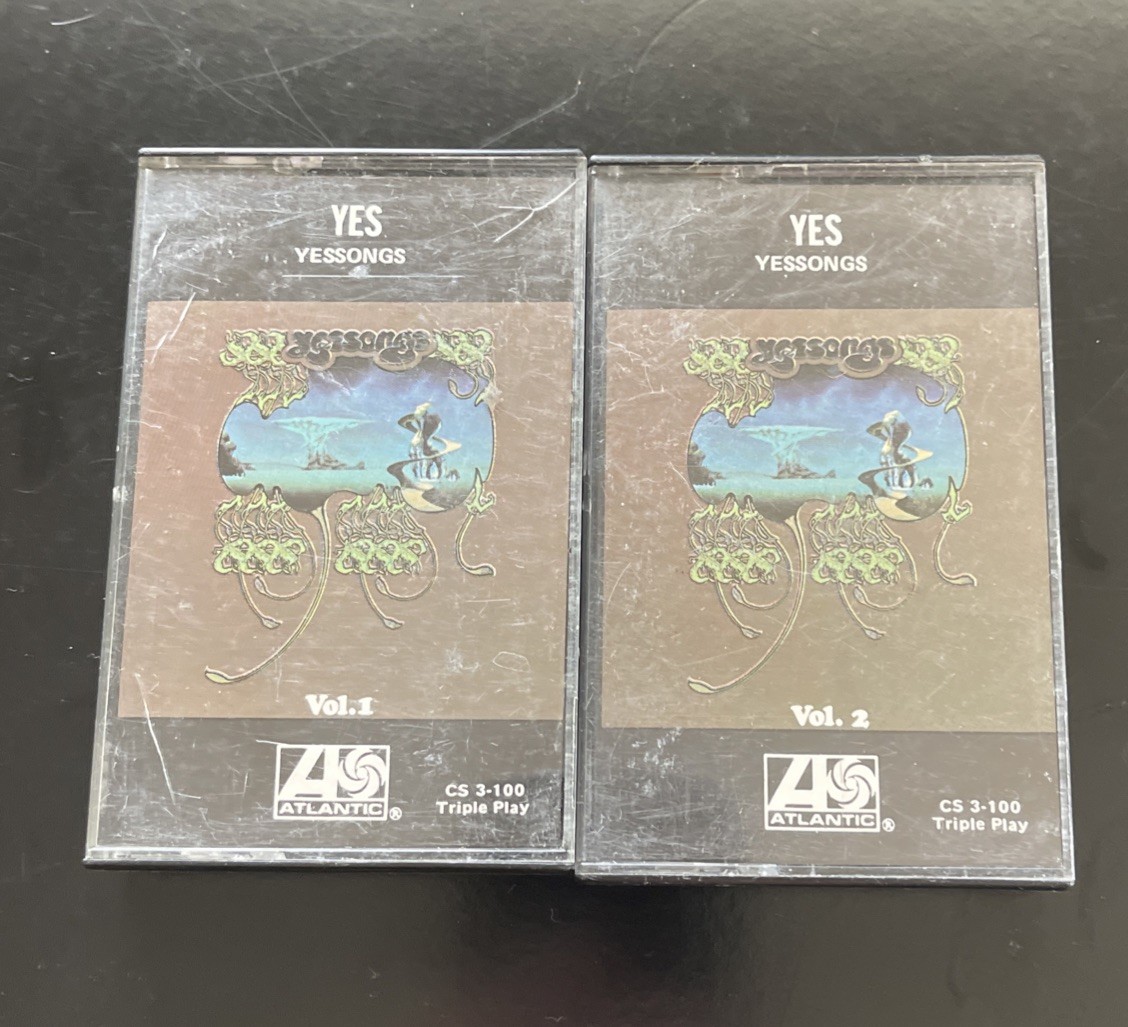 YES
YESSONGS
yessongs
Vol.1
ATLANTIC®
CS 3-100
Triple Play
YES
YESSONGS
yessongs
Vol. 2
ATLANTIC®
CS 3-100
Triple Play